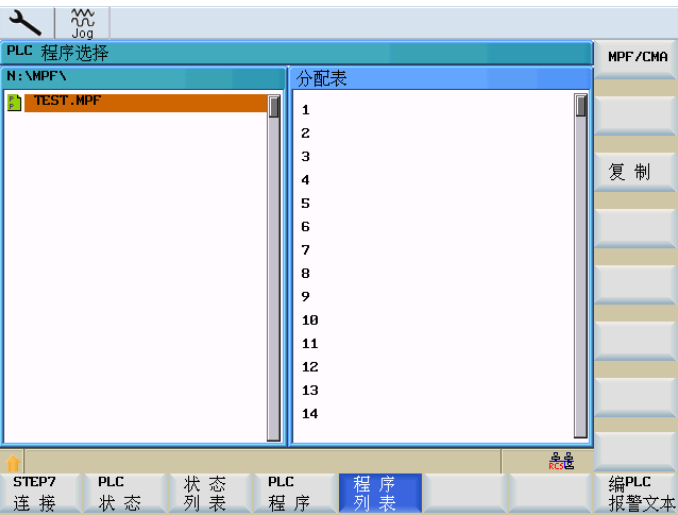 Jog
PLC 程序选择
MPF/CMA
N:\MPF\
分配表
TEST.MPF
1
2
3
复 制
4
5
6
7
8
9
10
11
12
13
14
RCS
STEP7
连 接
PLC
状 态
状 态
列 表
PLC
程 序
程 序
列 表
编PLC
报警文本